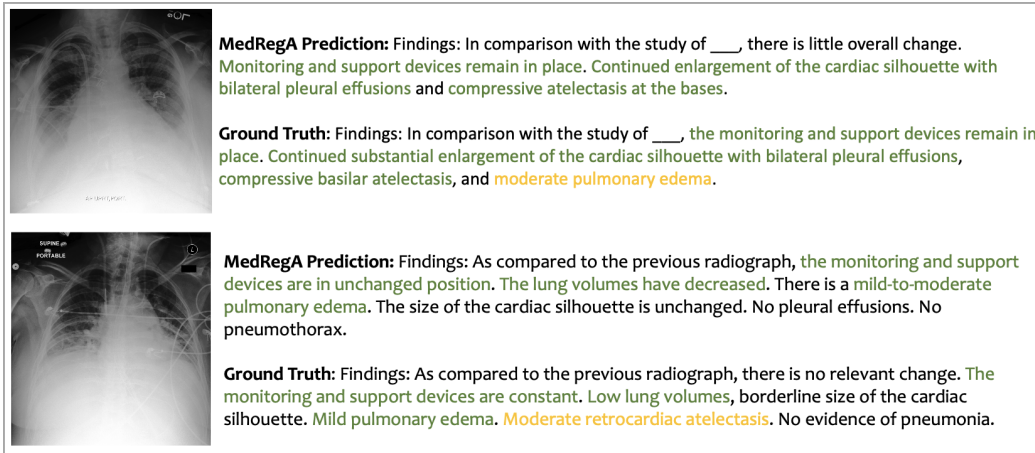 MedRegA Prediction: Findings: In comparison with the study of ___, there is little overall change.
Monitoring and support devices remain in place. Continued enlargement of the cardiac silhouette with
bilateral pleural effusions and compressive atelectasis at the bases.
Ground Truth: Findings: In comparison with the study of ___, the monitoring and support devices remain in
place. Continued substantial enlargement of the cardiac silhouette with bilateral pleural effusions,
compressive basilar atelectasis, and moderate pulmonary edema.
SUPINE
PORTABLE
L
MedRegA Prediction: Findings: As compared to the previous radiograph, the monitoring and support
devices are in unchanged position. The lung volumes have decreased. There is a mild-to-moderate
pulmonary edema. The size of the cardiac silhouette is unchanged. No pleural effusions. No
pneumothorax.
Ground Truth: Findings: As compared to the previous radiograph, there is no relevant change. The
monitoring and support devices are constant. Low lung volumes, borderline size of the cardiac
silhouette. Mild pulmonary edema. Moderate retrocardiac atelectasis. No evidence of pneumonia.